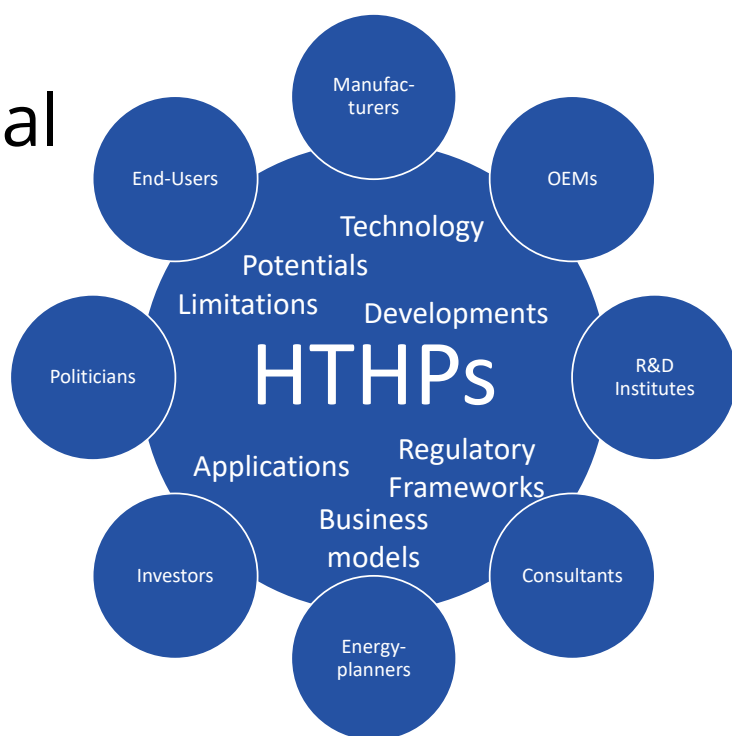 al
Manufac-
turers
End-Users
OEMs
Technology
Potentials
Limitations
Developments
HTHPs
Politicians
R&D
Institutes
Applications
Regulatory
Frameworks
Business
models
Investors
Consultants
Energy-
planners